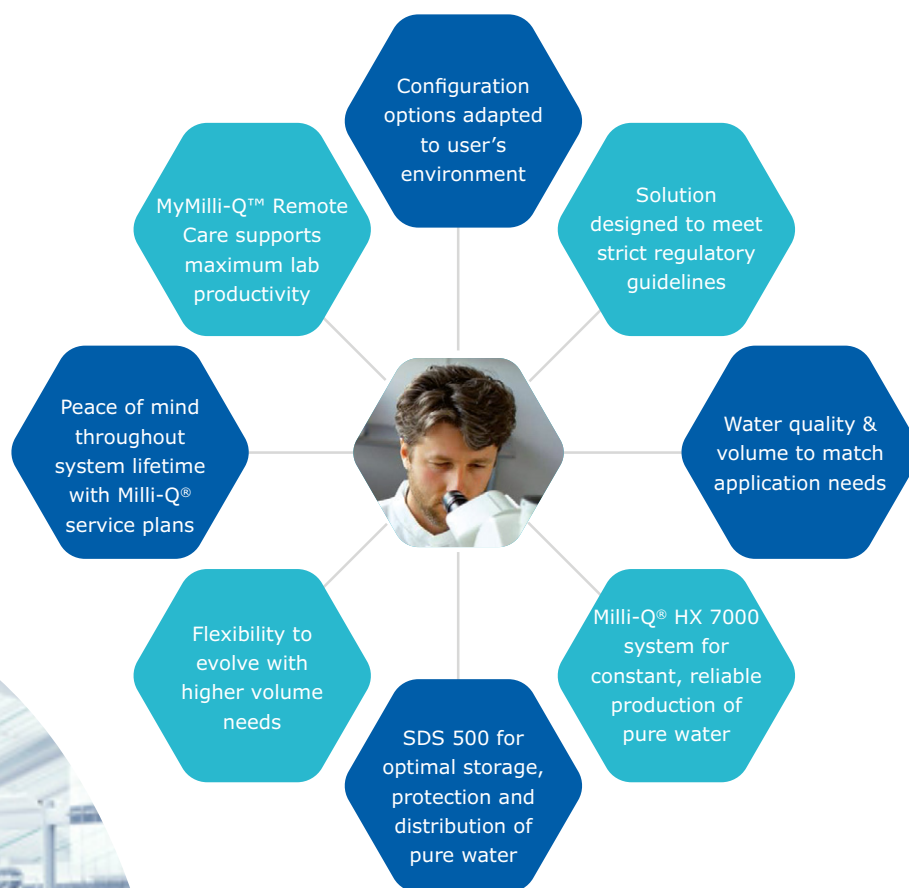 Configuration
options adapted
to user’s
environment
Solution
designed to meet
strict regulatory
guidelines
Water quality &
volume to match
application needs
Milli-Q® HX 7000
system for
constant, reliable
production of
pure water
SDS 500 for
optimal storage,
protection and
distribution of
pure water
Flexibility to
evolve with
higher volume
needs
Peace of mind
throughout
system lifetime
with Milli-Q®
service plans
MyMilli-Q™ Remote
Care supports
maximum lab
productivity